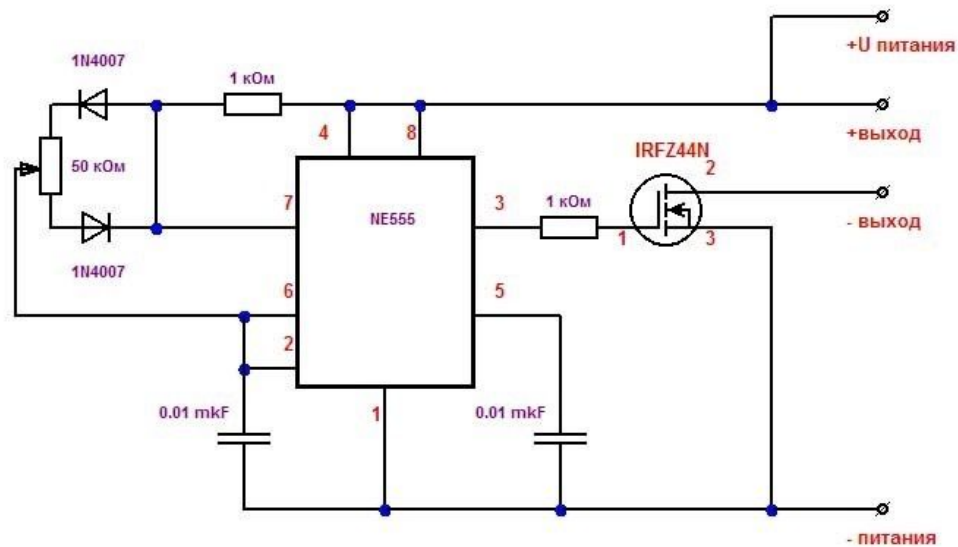 +U питания
1N4007
1 кОм
+выход
4
8
IRFZ44N
2
50 кОм
7
NE555
3
1 кОм
- выход
1
3
1N4007
6
5
2
0.01 mkF
1
0.01 mkF
- питания